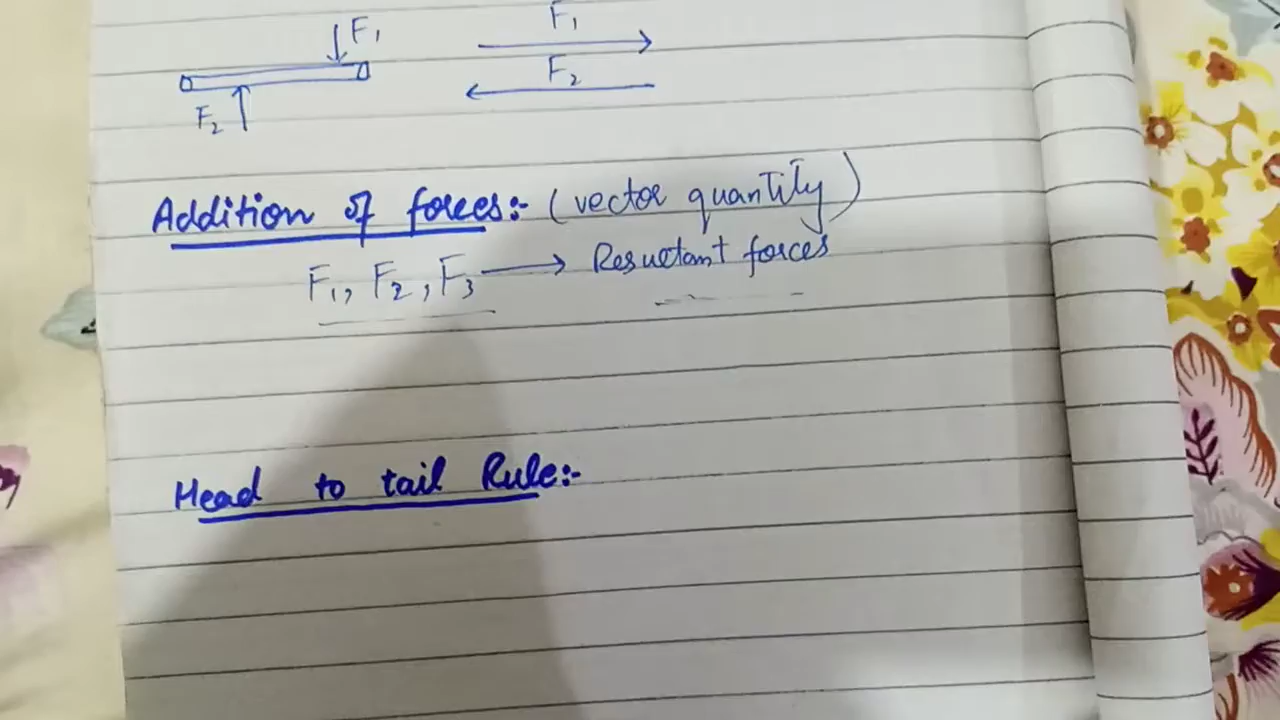 F₁
F₁
F₂
F₂
Addition of forces:- (vector quantity)
F₁, F₂, F₃ ⟶ Resultant forces
Head to tail Rule:-